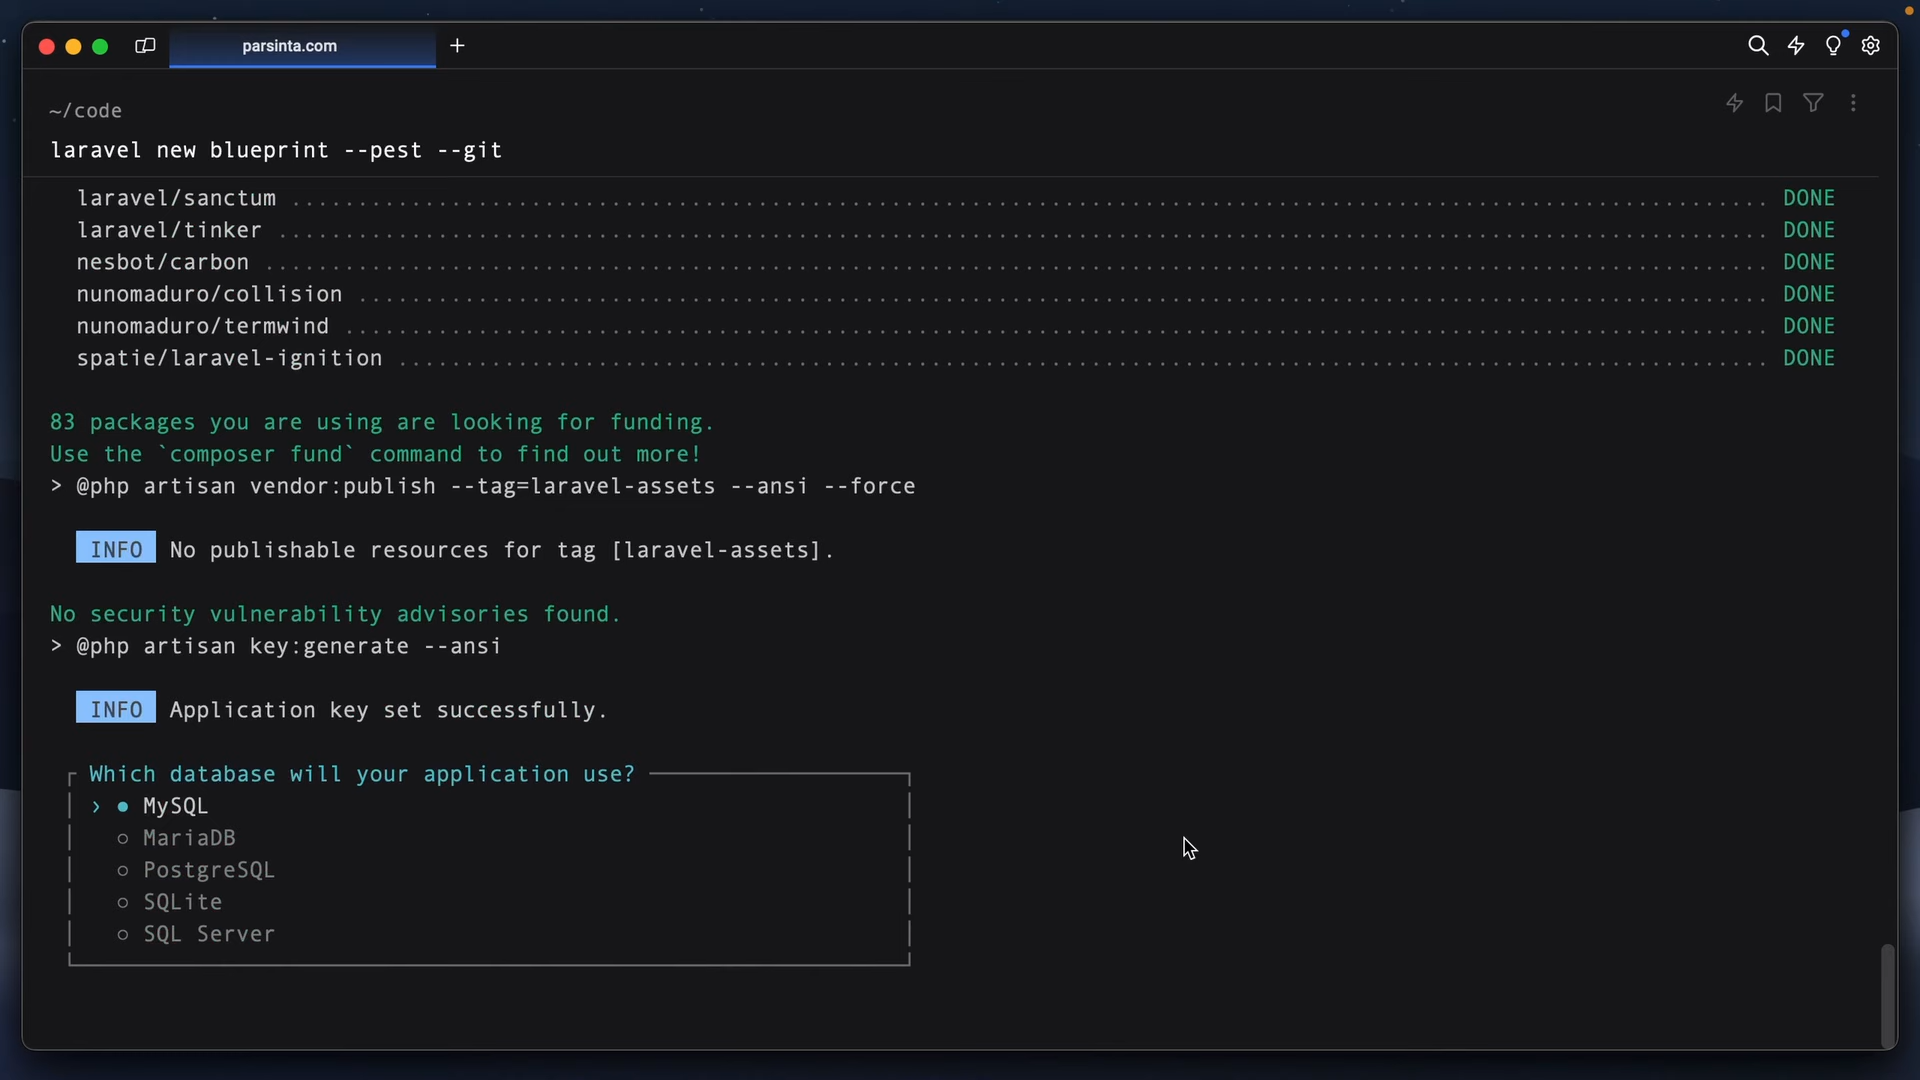 parsinta.com
~/code
laravel new blueprint --pest --git
laravel/sanctum ............................................................................................................... DONE
laravel/tinker ................................................................................................................ DONE
nesbot/carbon ................................................................................................................. DONE
nunomaduro/collision .......................................................................................................... DONE
nunomaduro/termwind ........................................................................................................... DONE
spatie/laravel-ignition ....................................................................................................... DONE
83 packages you are using are looking for funding.
Use the `composer fund` command to find out more!
> @php artisan vendor:publish --tag=laravel-assets --ansi --force
INFO No publishable resources for tag [laravel-assets].
No security vulnerability advisories found.
> @php artisan key:generate --ansi
INFO Application key set successfully.
Which database will your application use?
› ● MySQL
○ MariaDB
○ PostgreSQL
○ SQLite
○ SQL Server